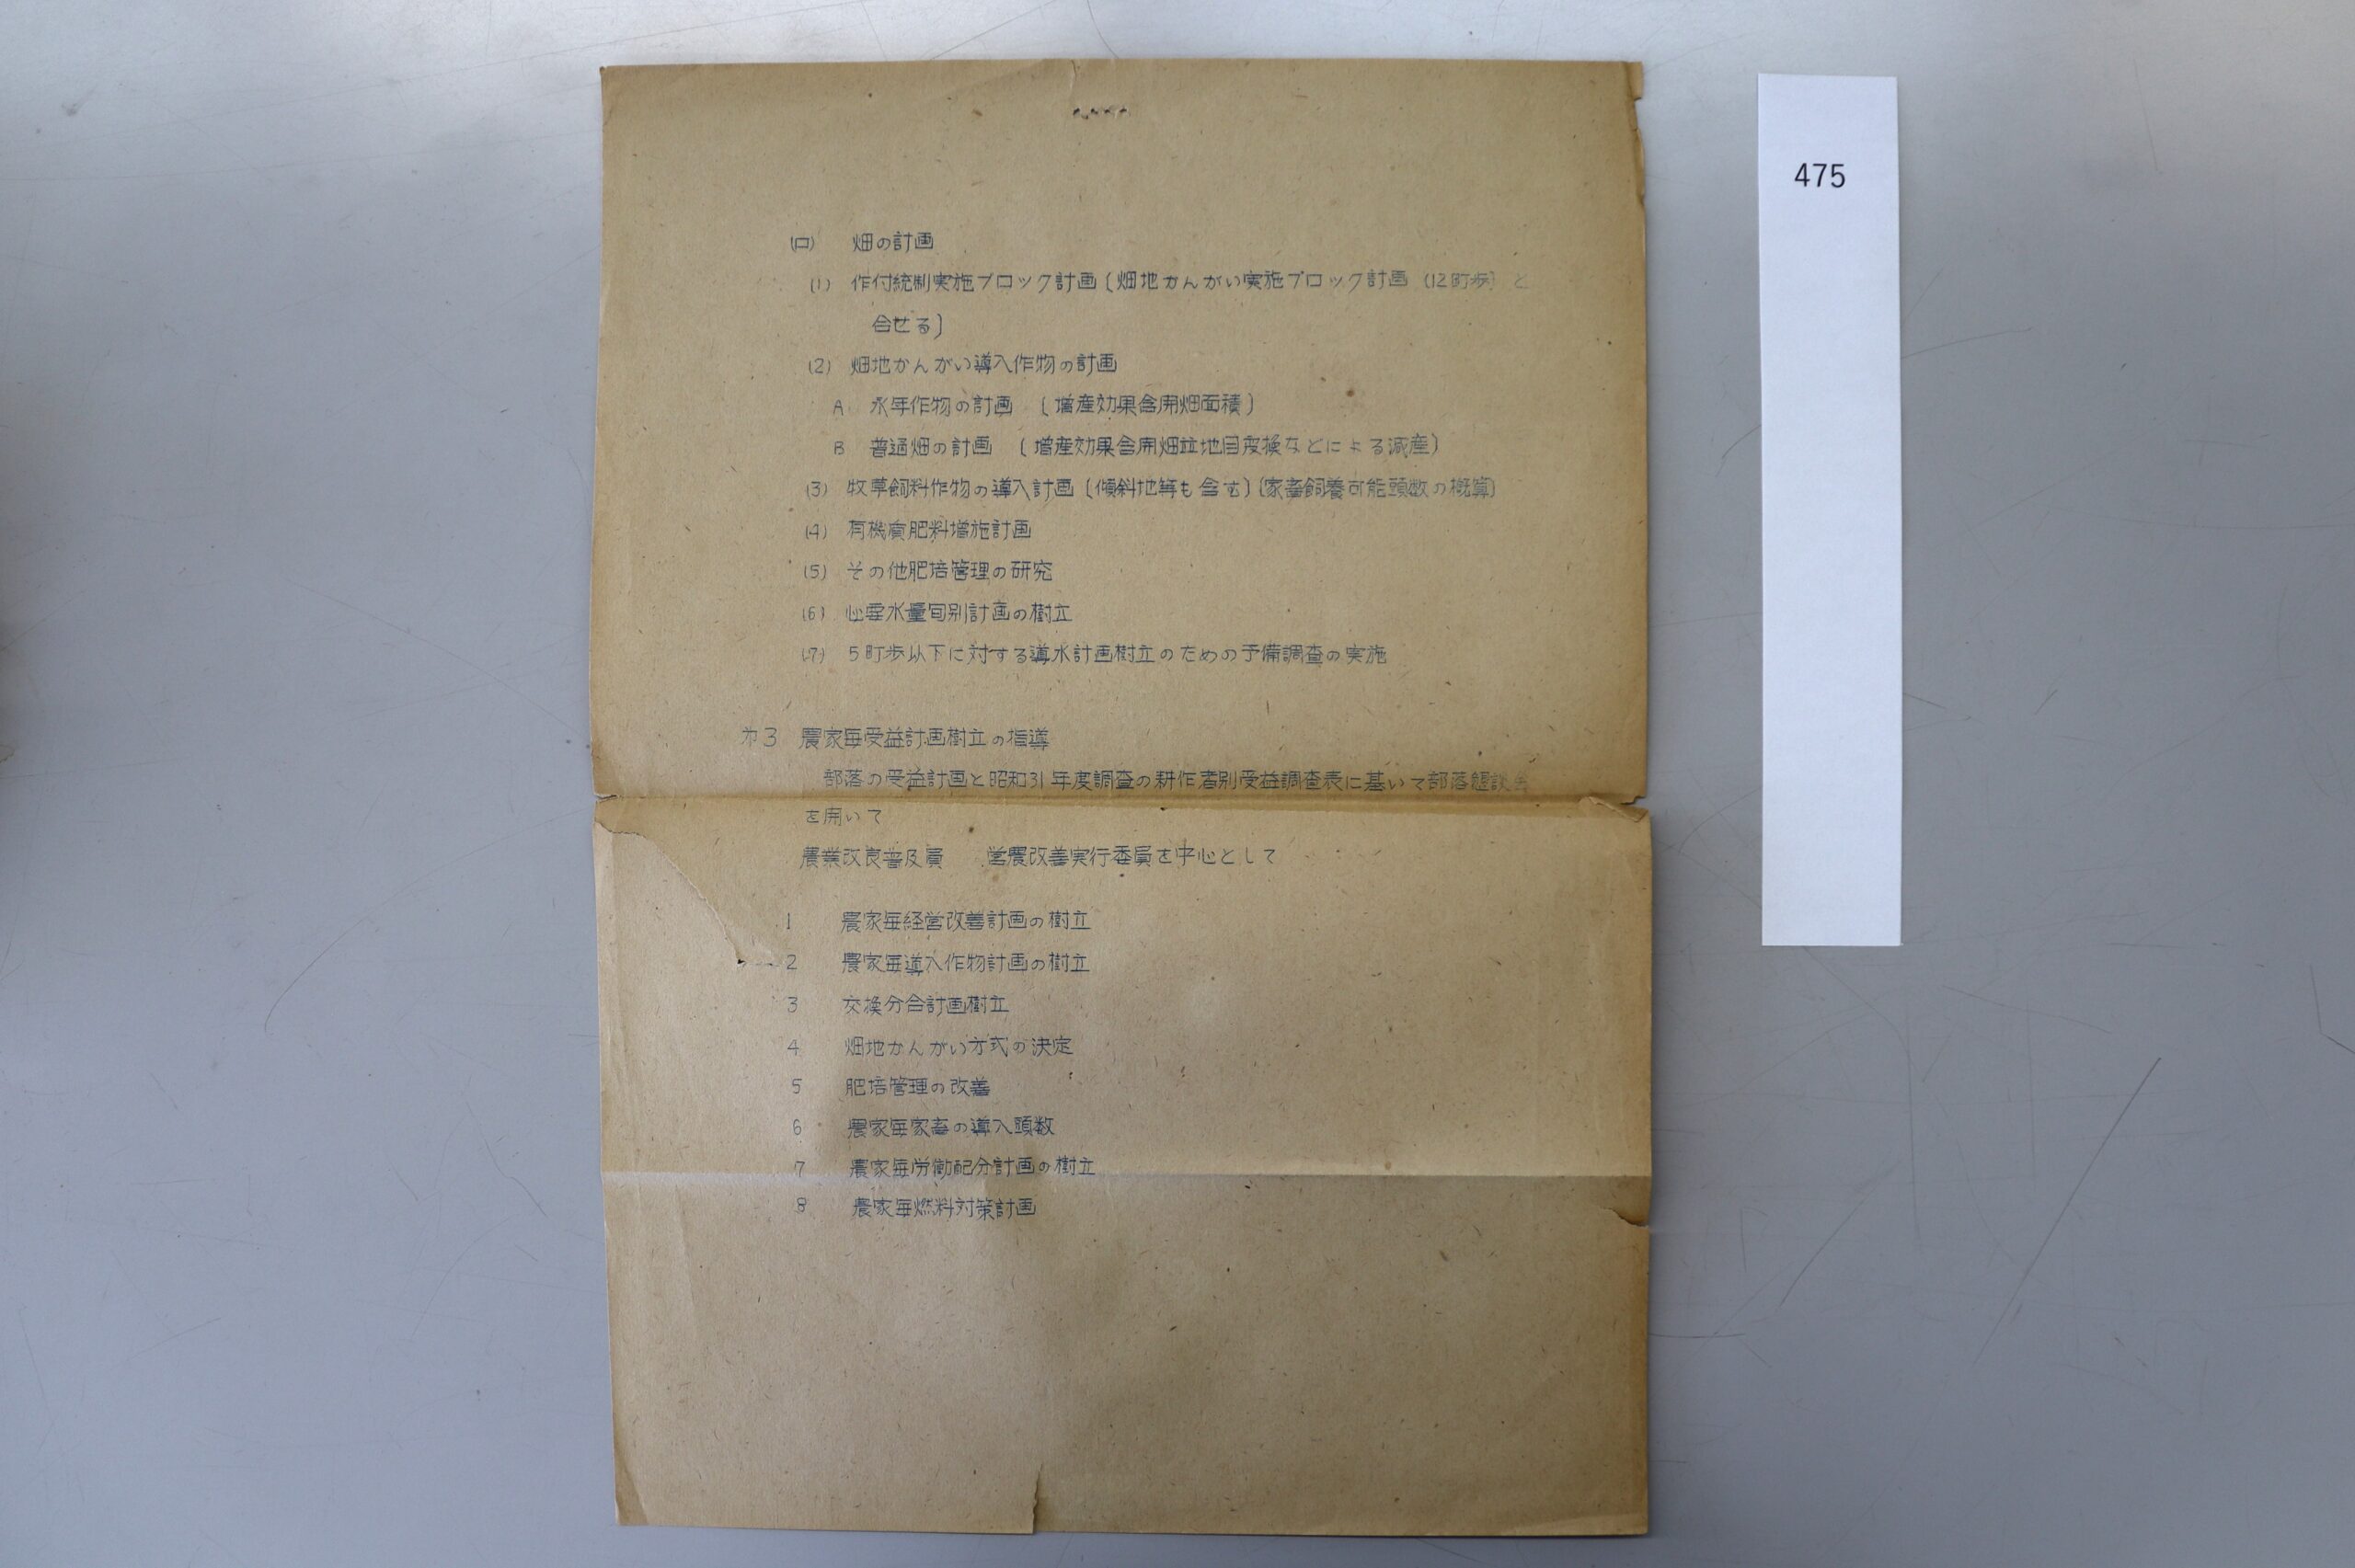 (ロ) 畑の計画
(1) 作付統制実施ブロック計画〔畑地かんがい実施ブロック計画(12町歩)と
合せる〕
(2) 畑地かんがい導入作物の計画
A 永年作物の計画 〔増産効果含開畑面積〕
B 普通畑の計画 〔増産効果含開畑並地目変換などによる減産〕
(3) 牧草飼料作物の導入計画〔傾斜地等も含む〕〔家畜飼養可能頭数の概算〕
(4) 有機質肥料増施計画
(5) その他肥培管理の研究
(6) 必要水量旬別計画の樹立
(7) 5町歩以下に対する導水計画樹立のための予備調査の実施
第3 農家毎受益計画樹立の指導
部落の受益計画と昭和31年度調査の耕作者別受益調査表に基いて部落懇談会
を開いて
農業改良普及員 営農改善実行委員を中心として
1 農家毎経営改善計画の樹立
2 農家毎導入作物計画の樹立
3 交換分合計画樹立
4 畑地かんがい方式の決定
5 肥培管理の改善
6 農家毎家畜の導入頭数
7 農家毎労働配分計画の樹立
8 農家毎燃料対策計画
475